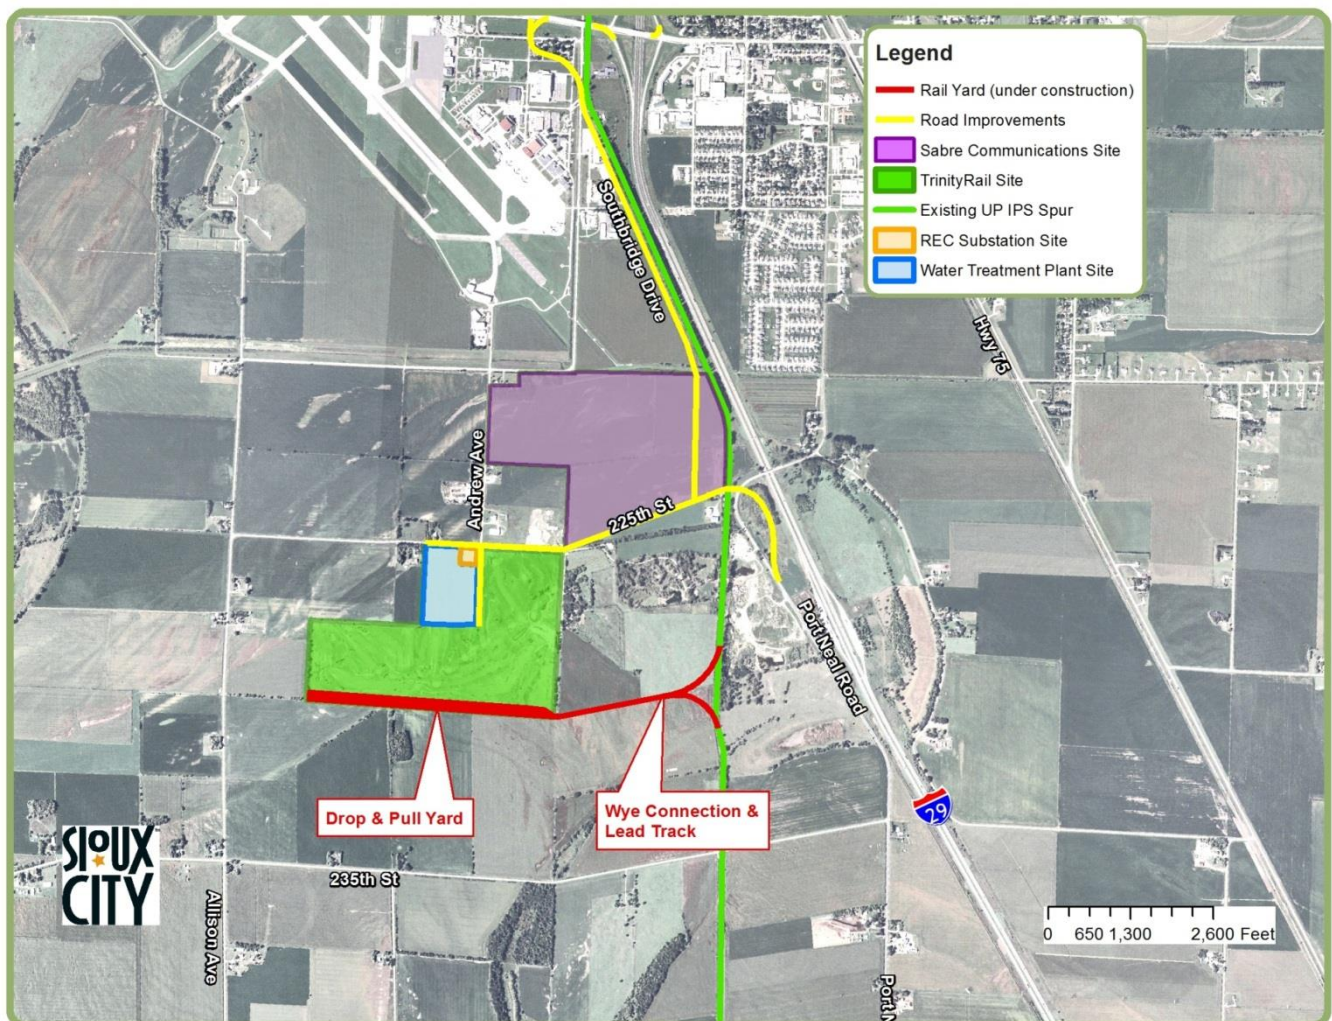 Legend
Rail Yard (under construction)
Road Improvements
Sabre Communications Site
TrinityRail Site
Existing UP IPS Spur
REC Substation Site
Water Treatment Plant Site
Southbridge Drive
Hwy 75
Andrew Ave
225th St
Port Neal Road
Drop & Pull Yard
Wye Connection &
Lead Track
29
SIOUX
CITY
235th St
Allison Ave
0 650 1,300 2,600 Feet
Port N